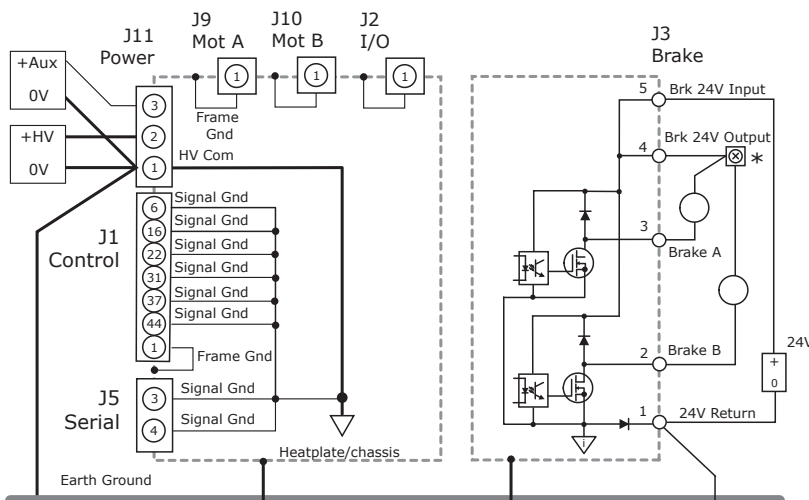 J11
Power
J9
Mot A
J10
Mot B
J2
I/O
+Aux
0V
+HV
0V
3
2
1
1
1
1
Frame
Gnd
HV Com
J1
Control
6
16
22
31
37
44
1
Signal Gnd
Signal Gnd
Signal Gnd
Signal Gnd
Signal Gnd
Signal Gnd
Frame Gnd
J5
Serial
3
4
Signal Gnd
Signal Gnd
Heatplate/chassis
Earth Ground
J3
Brake
5
Brk 24V Input
4
Brk 24V Output
*
3
Brake A
2
Brake B
1
24V Return
24V
+
0
i